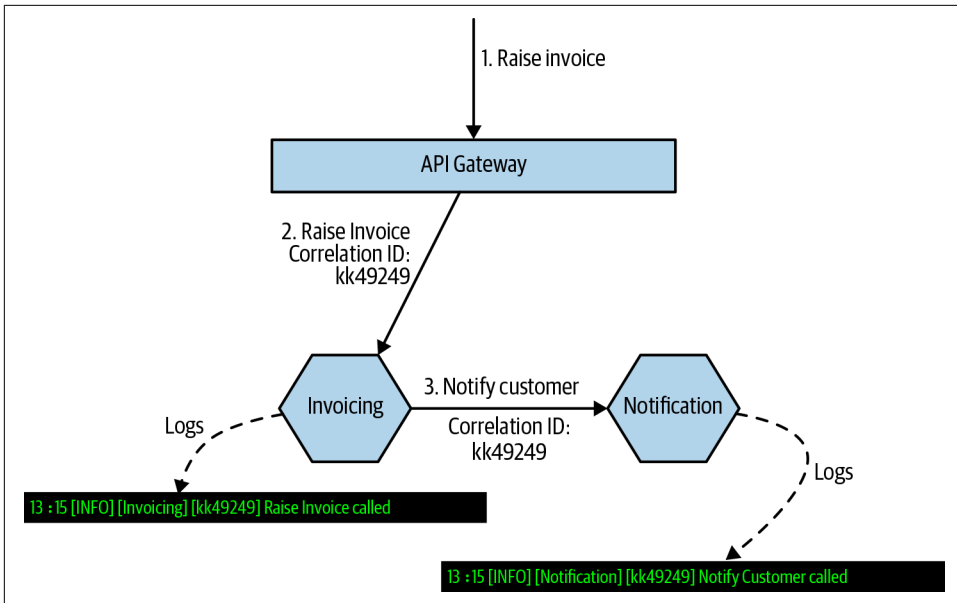 1. Raise invoice
API Gateway
2. Raise Invoice
Correlation ID:
kk49249
Invoicing
3. Notify customer
Correlation ID:
kk49249
Notification
Logs
Logs
13 : 15 [INFO] [Invoicing] [kk49249] Raise Invoice called
13 : 15 [INFO] [Notification] [kk49249] Notify Customer called